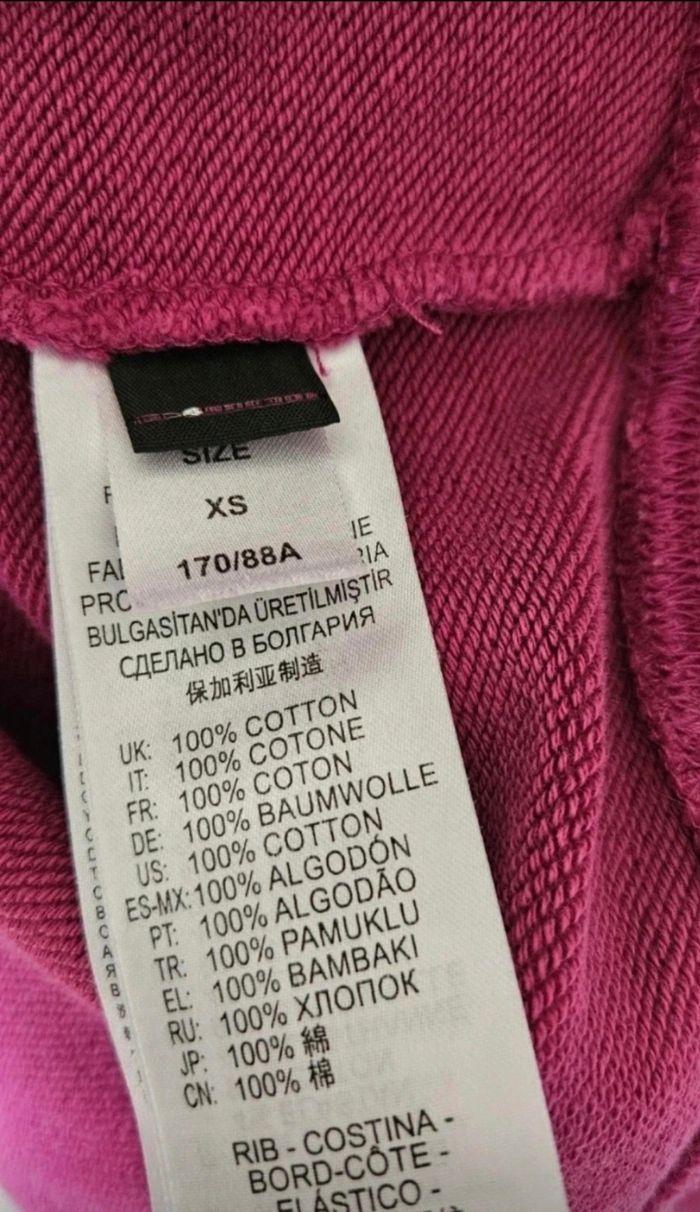 SIZE
XS
170/88A
BULGASİTAN'DA ÜRETİLMİŞTİR
СДЕЛАНО В БОЛГАРИЯ
保加利亚制造
UK: 100% COTTON
IT: 100% COTONE
FR: 100% COTON
DE: 100% BAUMWOLLE
US: 100% COTTON
ES-MX: 100% ALGODÓN
PT: 100% ALGODÃO
TR: 100% PAMUKLU
EL: 100% BAMBAKI
RU: 100% ХЛОПОК
JP: 100% 綿
CN: 100% 棉
RIB - COSTINA -
BORD-CÔTE -
ELÁSTICO -